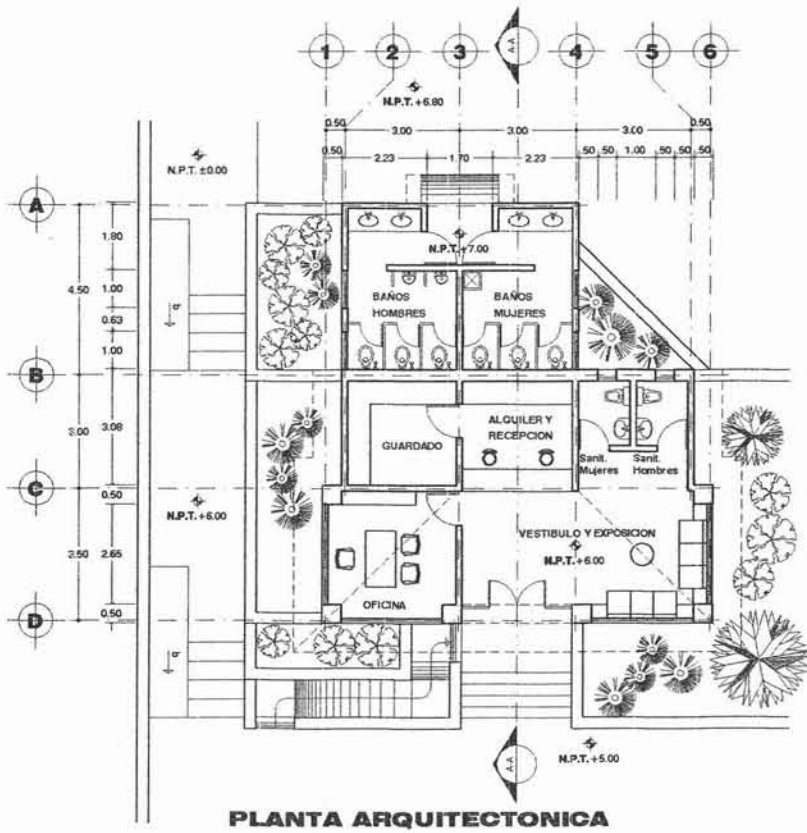 1 2 3 A-A 4 5 6
N.P.T. +6.80
0.50 3.00 3.00 3.00 0.50
0.50 2.23 1.70 2.23 .50 .50 1.00 .50 .50 .50
N.P.T. ±0.00
A
1.80
N.P.T. +7.00
4.50
1.00
BAÑOS
HOMBRES
BAÑOS
MUJERES
0.63
1.00
b
B
3.00
3.08
GUARDADO
ALQUILER Y
RECEPCION
Sanit.
Mujeres
Sanit.
Hombres
C
0.50
N.P.T. +6.00
VESTIBULO Y EXPOSICION
N.P.T. +6.00
3.50
2.65
OFICINA
0.50
D
b
A-A
N.P.T. +5.00
PLANTA ARQUITECTONICA